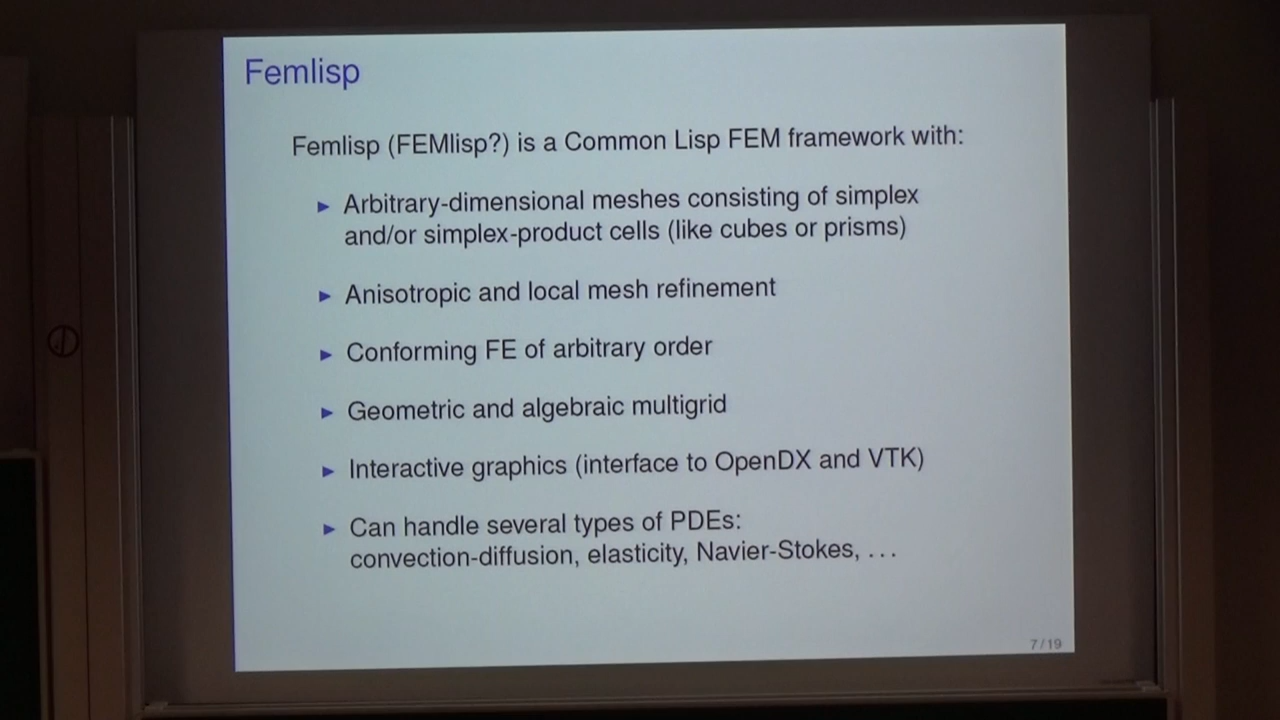 Femlisp
Femlisp (FEMlisp?) is a Common Lisp FEM framework with:
► Arbitrary-dimensional meshes consisting of simplex
and/or simplex-product cells (like cubes or prisms)
► Anisotropic and local mesh refinement
► Conforming FE of arbitrary order
► Geometric and algebraic multigrid
► Interactive graphics (interface to OpenDX and VTK)
► Can handle several types of PDEs:
convection-diffusion, elasticity, Navier-Stokes, . . .
7 / 19